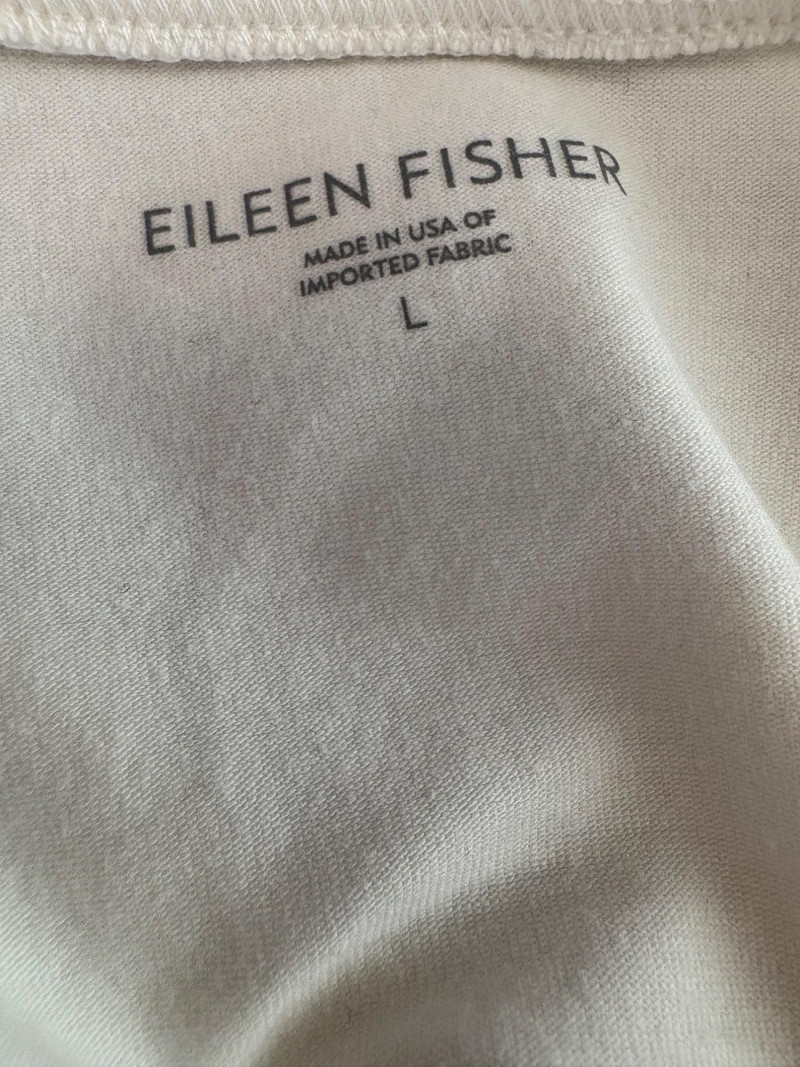 EILEEN FISHER
MADE IN USA OF
IMPORTED FABRIC
L